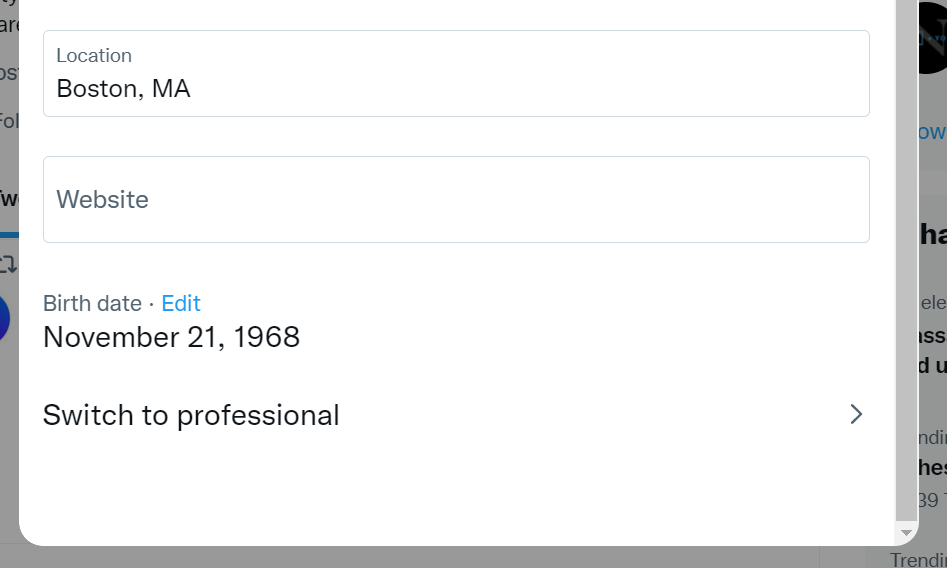 Location
Boston, MA
Website
Birth date · Edit
November 21, 1968
Switch to professional